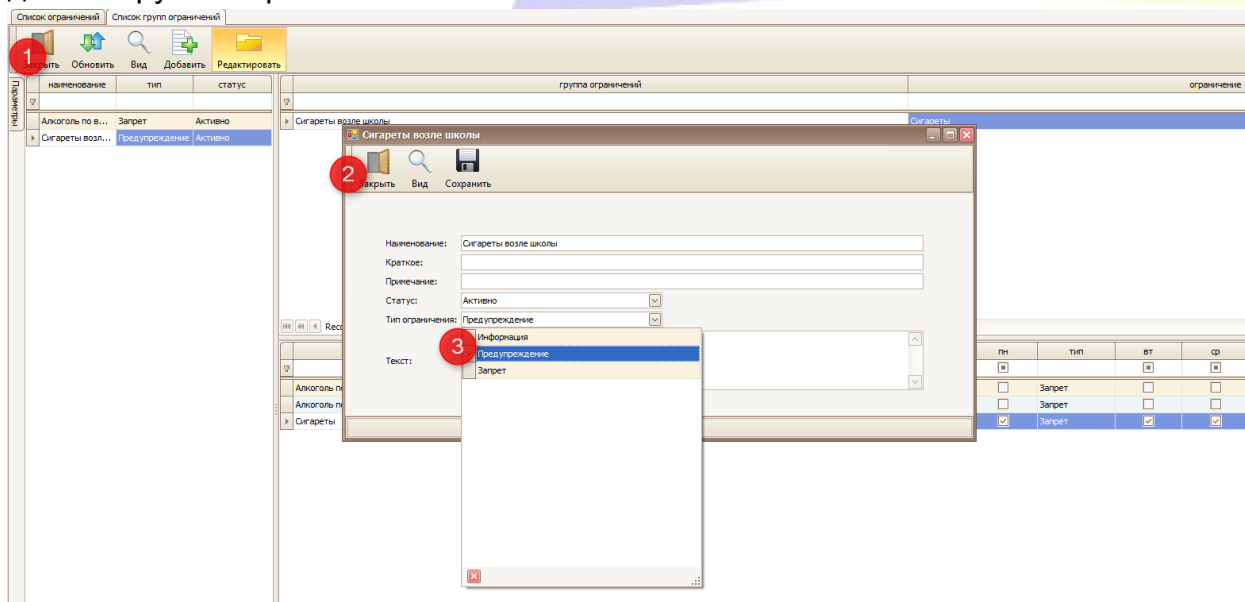 Список ограничений Список групп ограничений
1
Закрыть Обновить Вид Добавить Редактировать
Параметры
наименование тип статус группа ограничений ограничение
Алкоголь по в... Запрет Активно Сигареты возле школы Сигареты
Сигареты возл... Предупреждение Активно
Сигареты возле школы
2
Закрыть Вид Сохранить
Наименование: Сигареты возле школы
Краткое:
Примечание:
Статус: Активно
Тип ограничения: Предупреждение
Reco
3
Информация
Предупреждение
Запрет
Текст:
пн тип вт ср
Алкоголь Запрет
Алкоголь Запрет
Сигареты Запрет